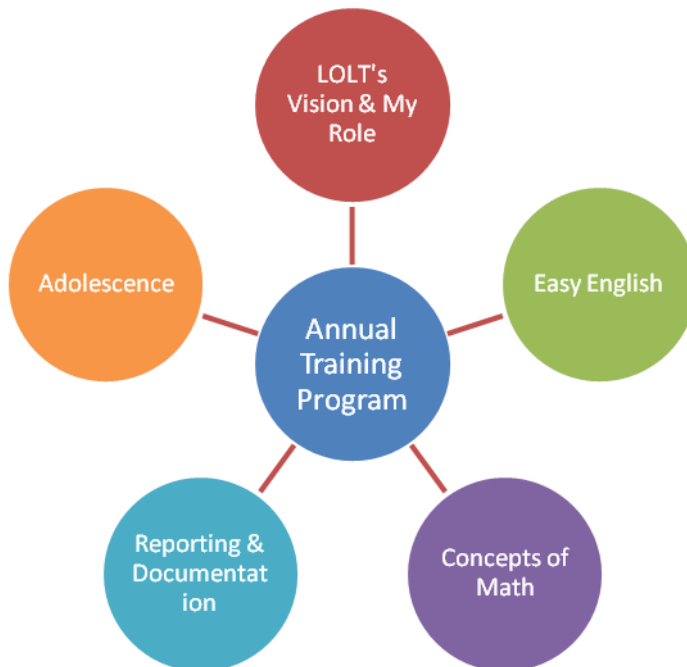 LOLT's
Vision & My
Role
Adolescence
Easy English
Annual
Training
Program
Reporting &
Documentat
ion
Concepts of
Math